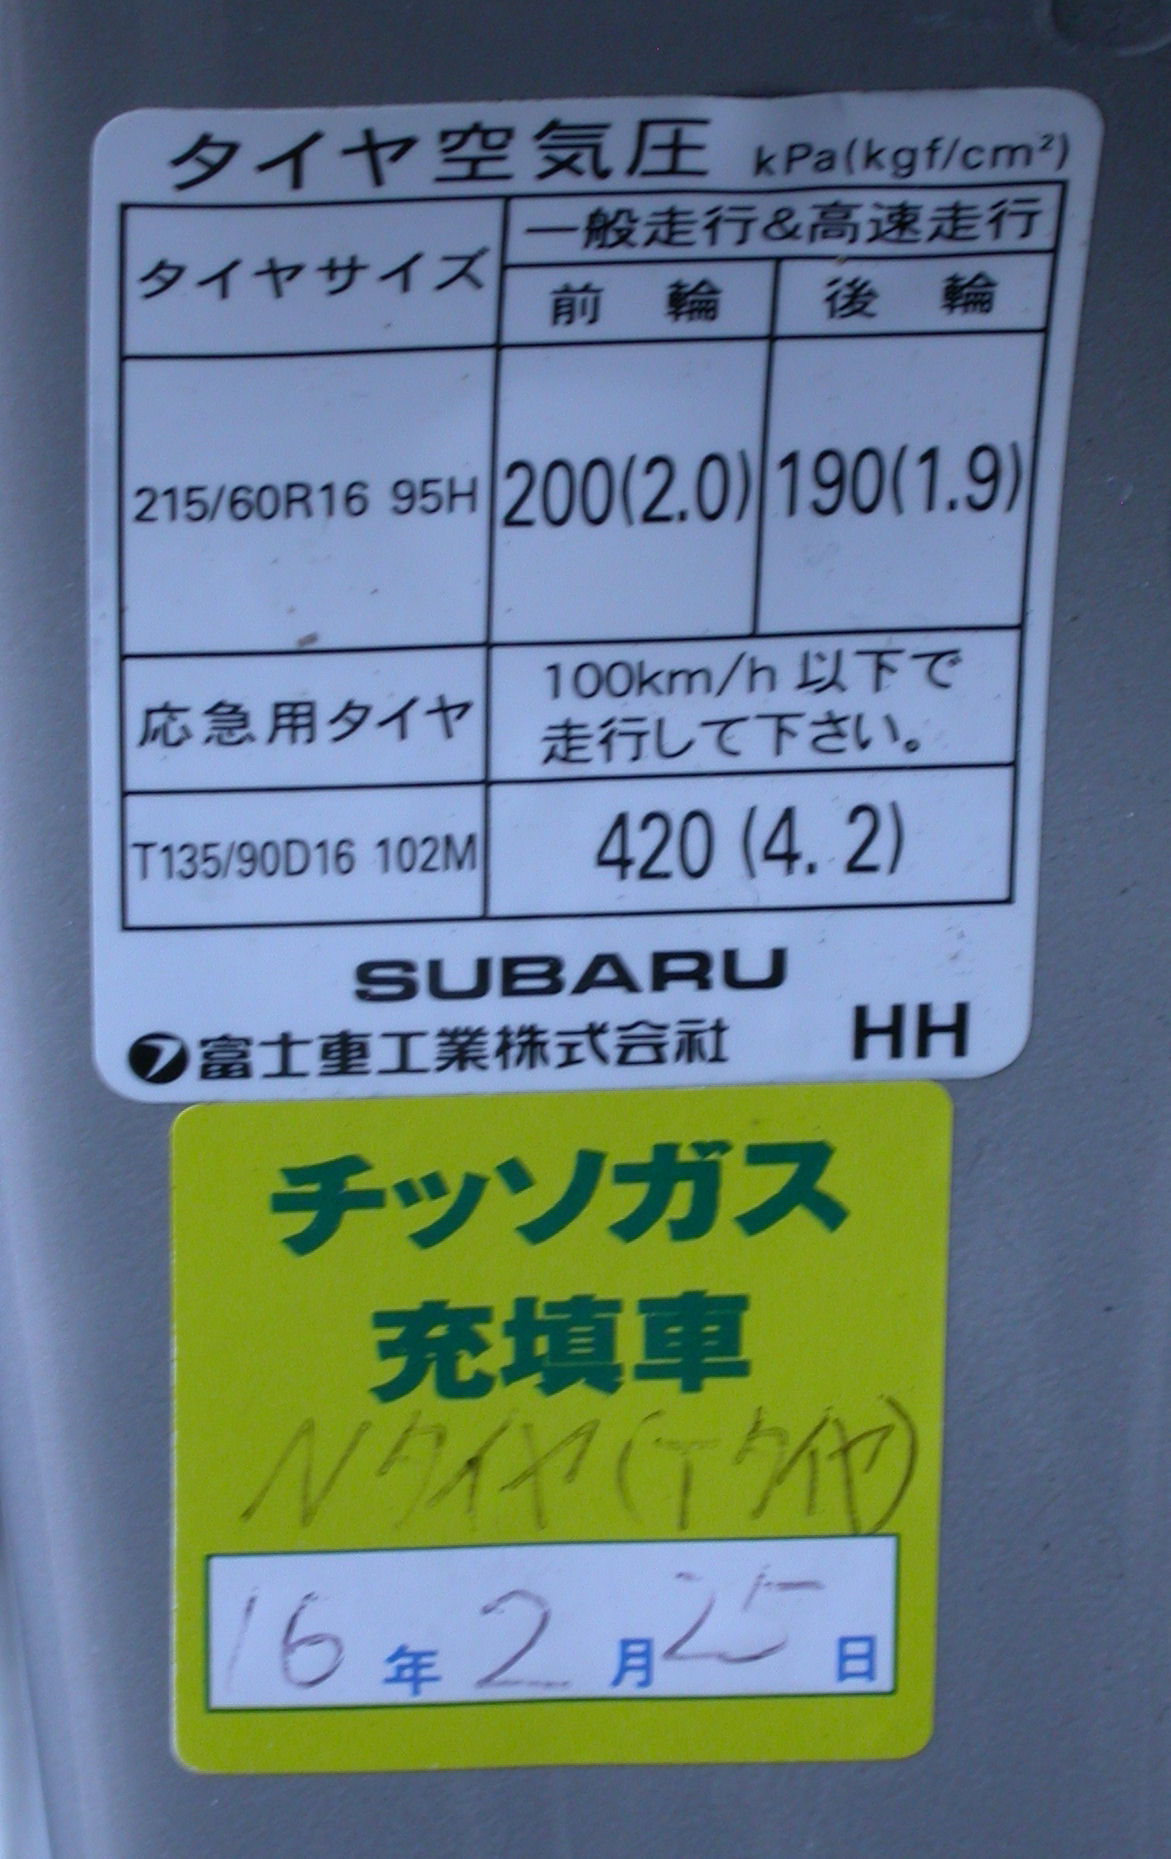 タイヤ空気圧 kPa(kgf/cm²)
タイヤサイズ
一般走行&高速走行
前輪 後輪
215/60R16 95H 200(2.0) 190(1.9)
応急用タイヤ
100km/h 以下で
走行して下さい。
T135/90D16 102M 420 (4.2)
SUBARU
富士重工業株式会社 HH
チッソガス
充填車
Nタイヤ(Tタイヤ)
16年2月25日